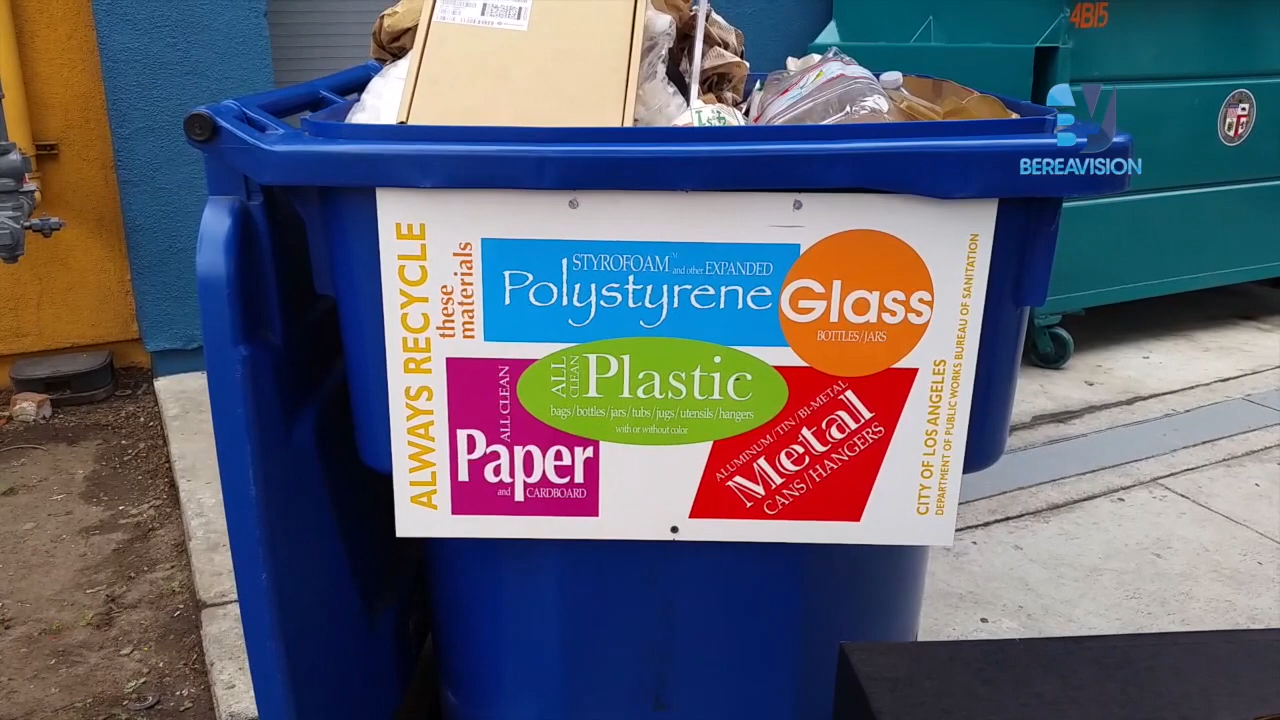 4BI5
BEREAVISION
ALWAYS RECYCLE
these
materials
STYROFOAM™ and other EXPANDED
Polystyrene
Glass
BOTTLES/JARS
ALL
CLEAN
Plastic
bags/bottles/jars/tubs/jugs/utensils/hangers
with or without color
ALL CLEAN
Paper
and CARDBOARD
ALUMINUM/TIN/BI-METAL
Metal
CANS/HANGERS
CITY OF LOS ANGELES
DEPARTMENT OF PUBLIC WORKS BUREAU OF SANITATION